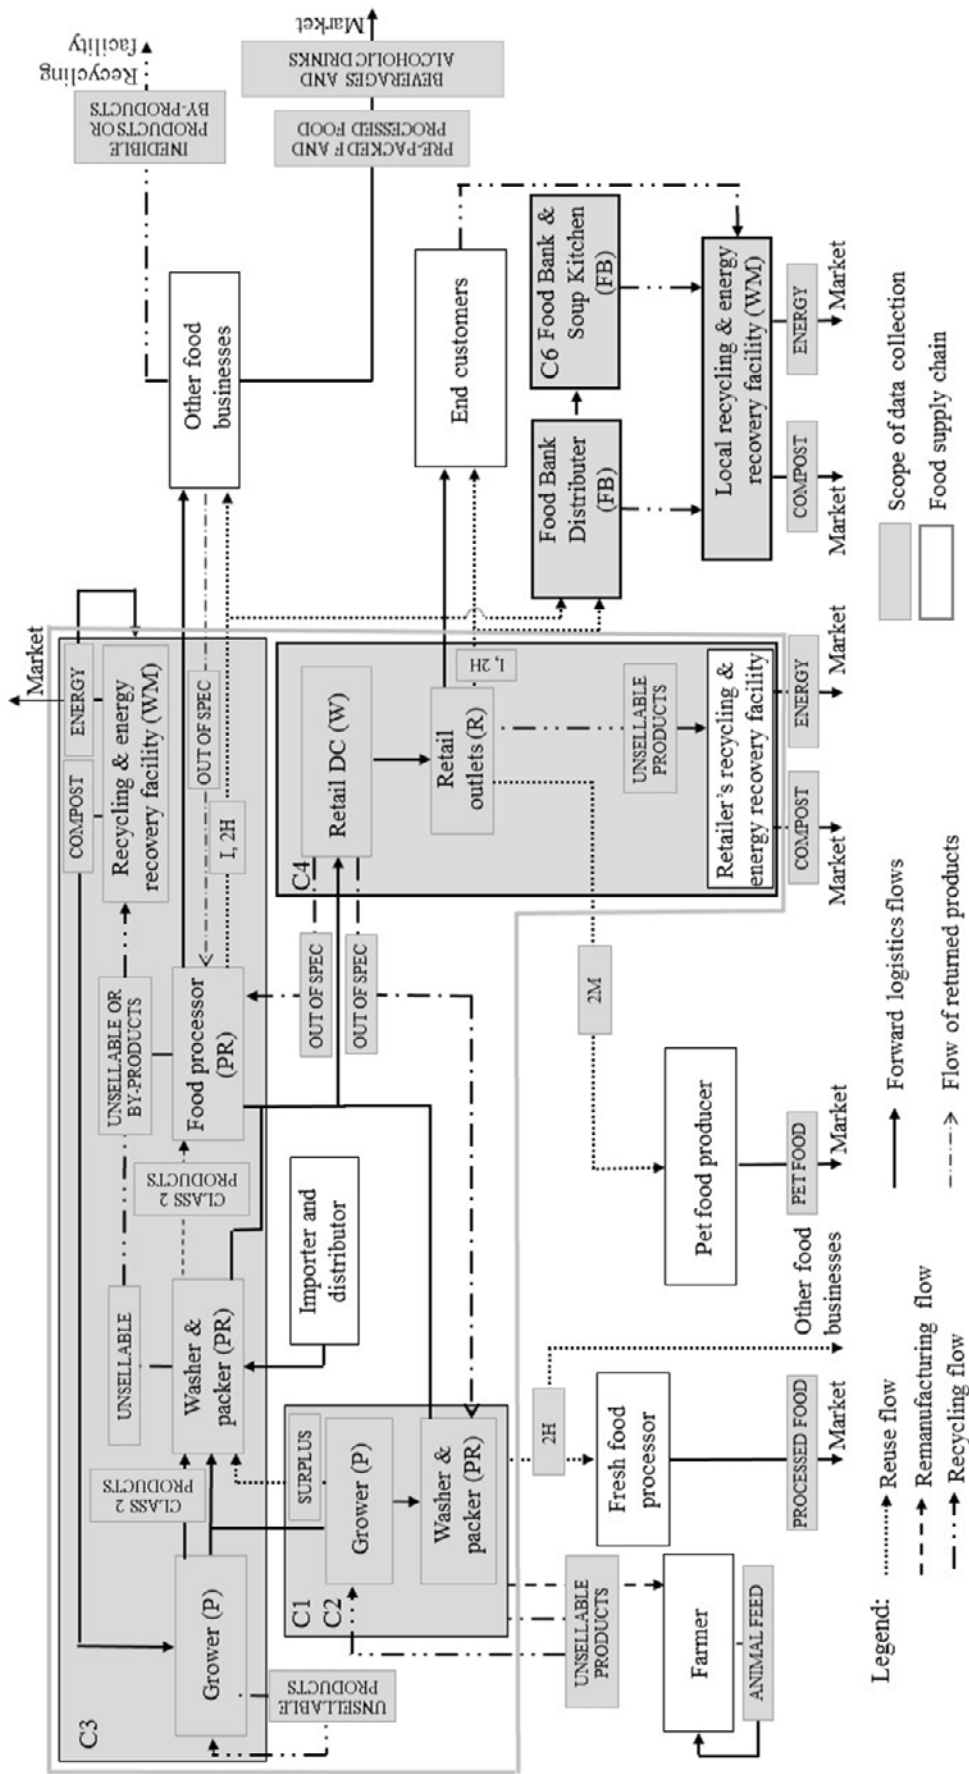 C3
Grower (P)
UNSELLABLE
PRODUCTS
CLASS 2
PRODUCTS
Washer &
packer (PR)
UNSELLABLE
CLASS 2
PRODUCTS
Food processor
(PR)
UNSELLABLE OR
BY-PRODUCTS
Recycling & energy
recovery facility (WM)
COMPOST
ENERGY
Market
OUT OF SPEC
I, 2H
Other food
businesses
INEDIBLE
PRODUCTS OR
BY-PRODUCTS
Recycling
facility
PRE-PACKED F AND
PROCESSED FOOD
BEVERAGES AND
ALCOHOLIC DRINKS
Market
C1
C2
SURPLUS
Grower (P)
Washer &
packer (PR)
Importer and
distributor
OUT OF SPEC
OUT OF SPEC
C4
Retail DC (W)
Retail
outlets (R)
I, 2H
UNSELLABLE
PRODUCTS
Retailer's recycling &
energy recovery facility
COMPOST
ENERGY
Market
Market
End customers
Food Bank
Distributer
(FB)
C6 Food Bank &
Soup Kitchen
(FB)
Local recycling & energy
recovery facility (WM)
COMPOST
ENERGY
Market
Market
UNSELLABLE
PRODUCTS
Farmer
ANIMAL FEED
2H
Fresh food
processor
PROCESSED FOOD
Market
Other food
businesses
2M
Pet food producer
PET FOOD
Market
Legend:
Reuse flow
Remanufacturing flow
Recycling flow
Forward logistics flows
Flow of returned products
Scope of data collection
Food supply chain